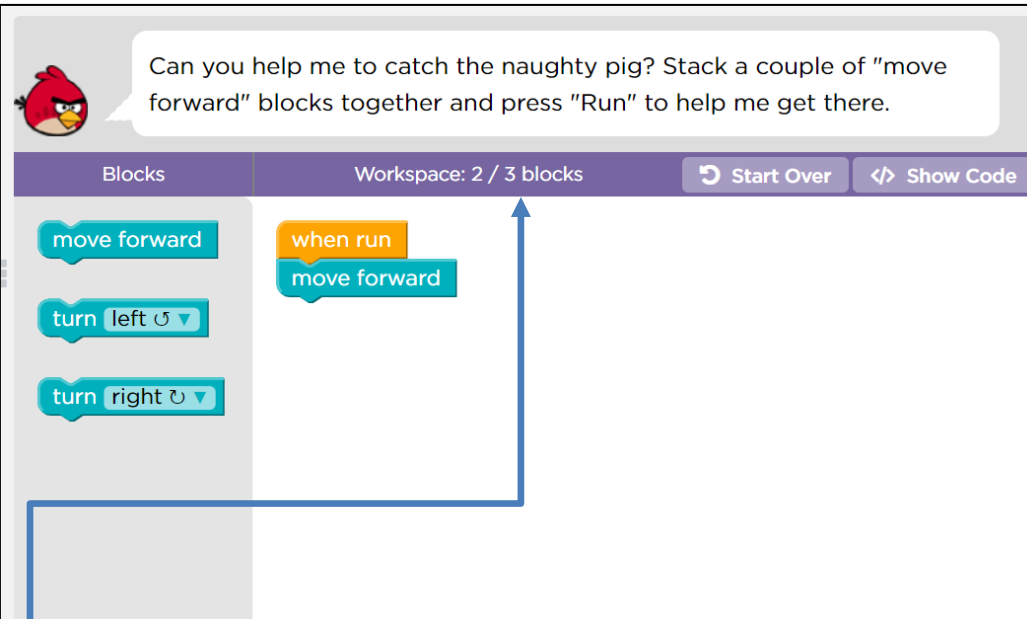 Can you help me to catch the naughty pig? Stack a couple of "move
forward" blocks together and press "Run" to help me get there.
Blocks
Workspace: 2 / 3 blocks
Start Over
</> Show Code
move forward
turn left ↺ ▼
turn right ↻ ▼
when run
move forward